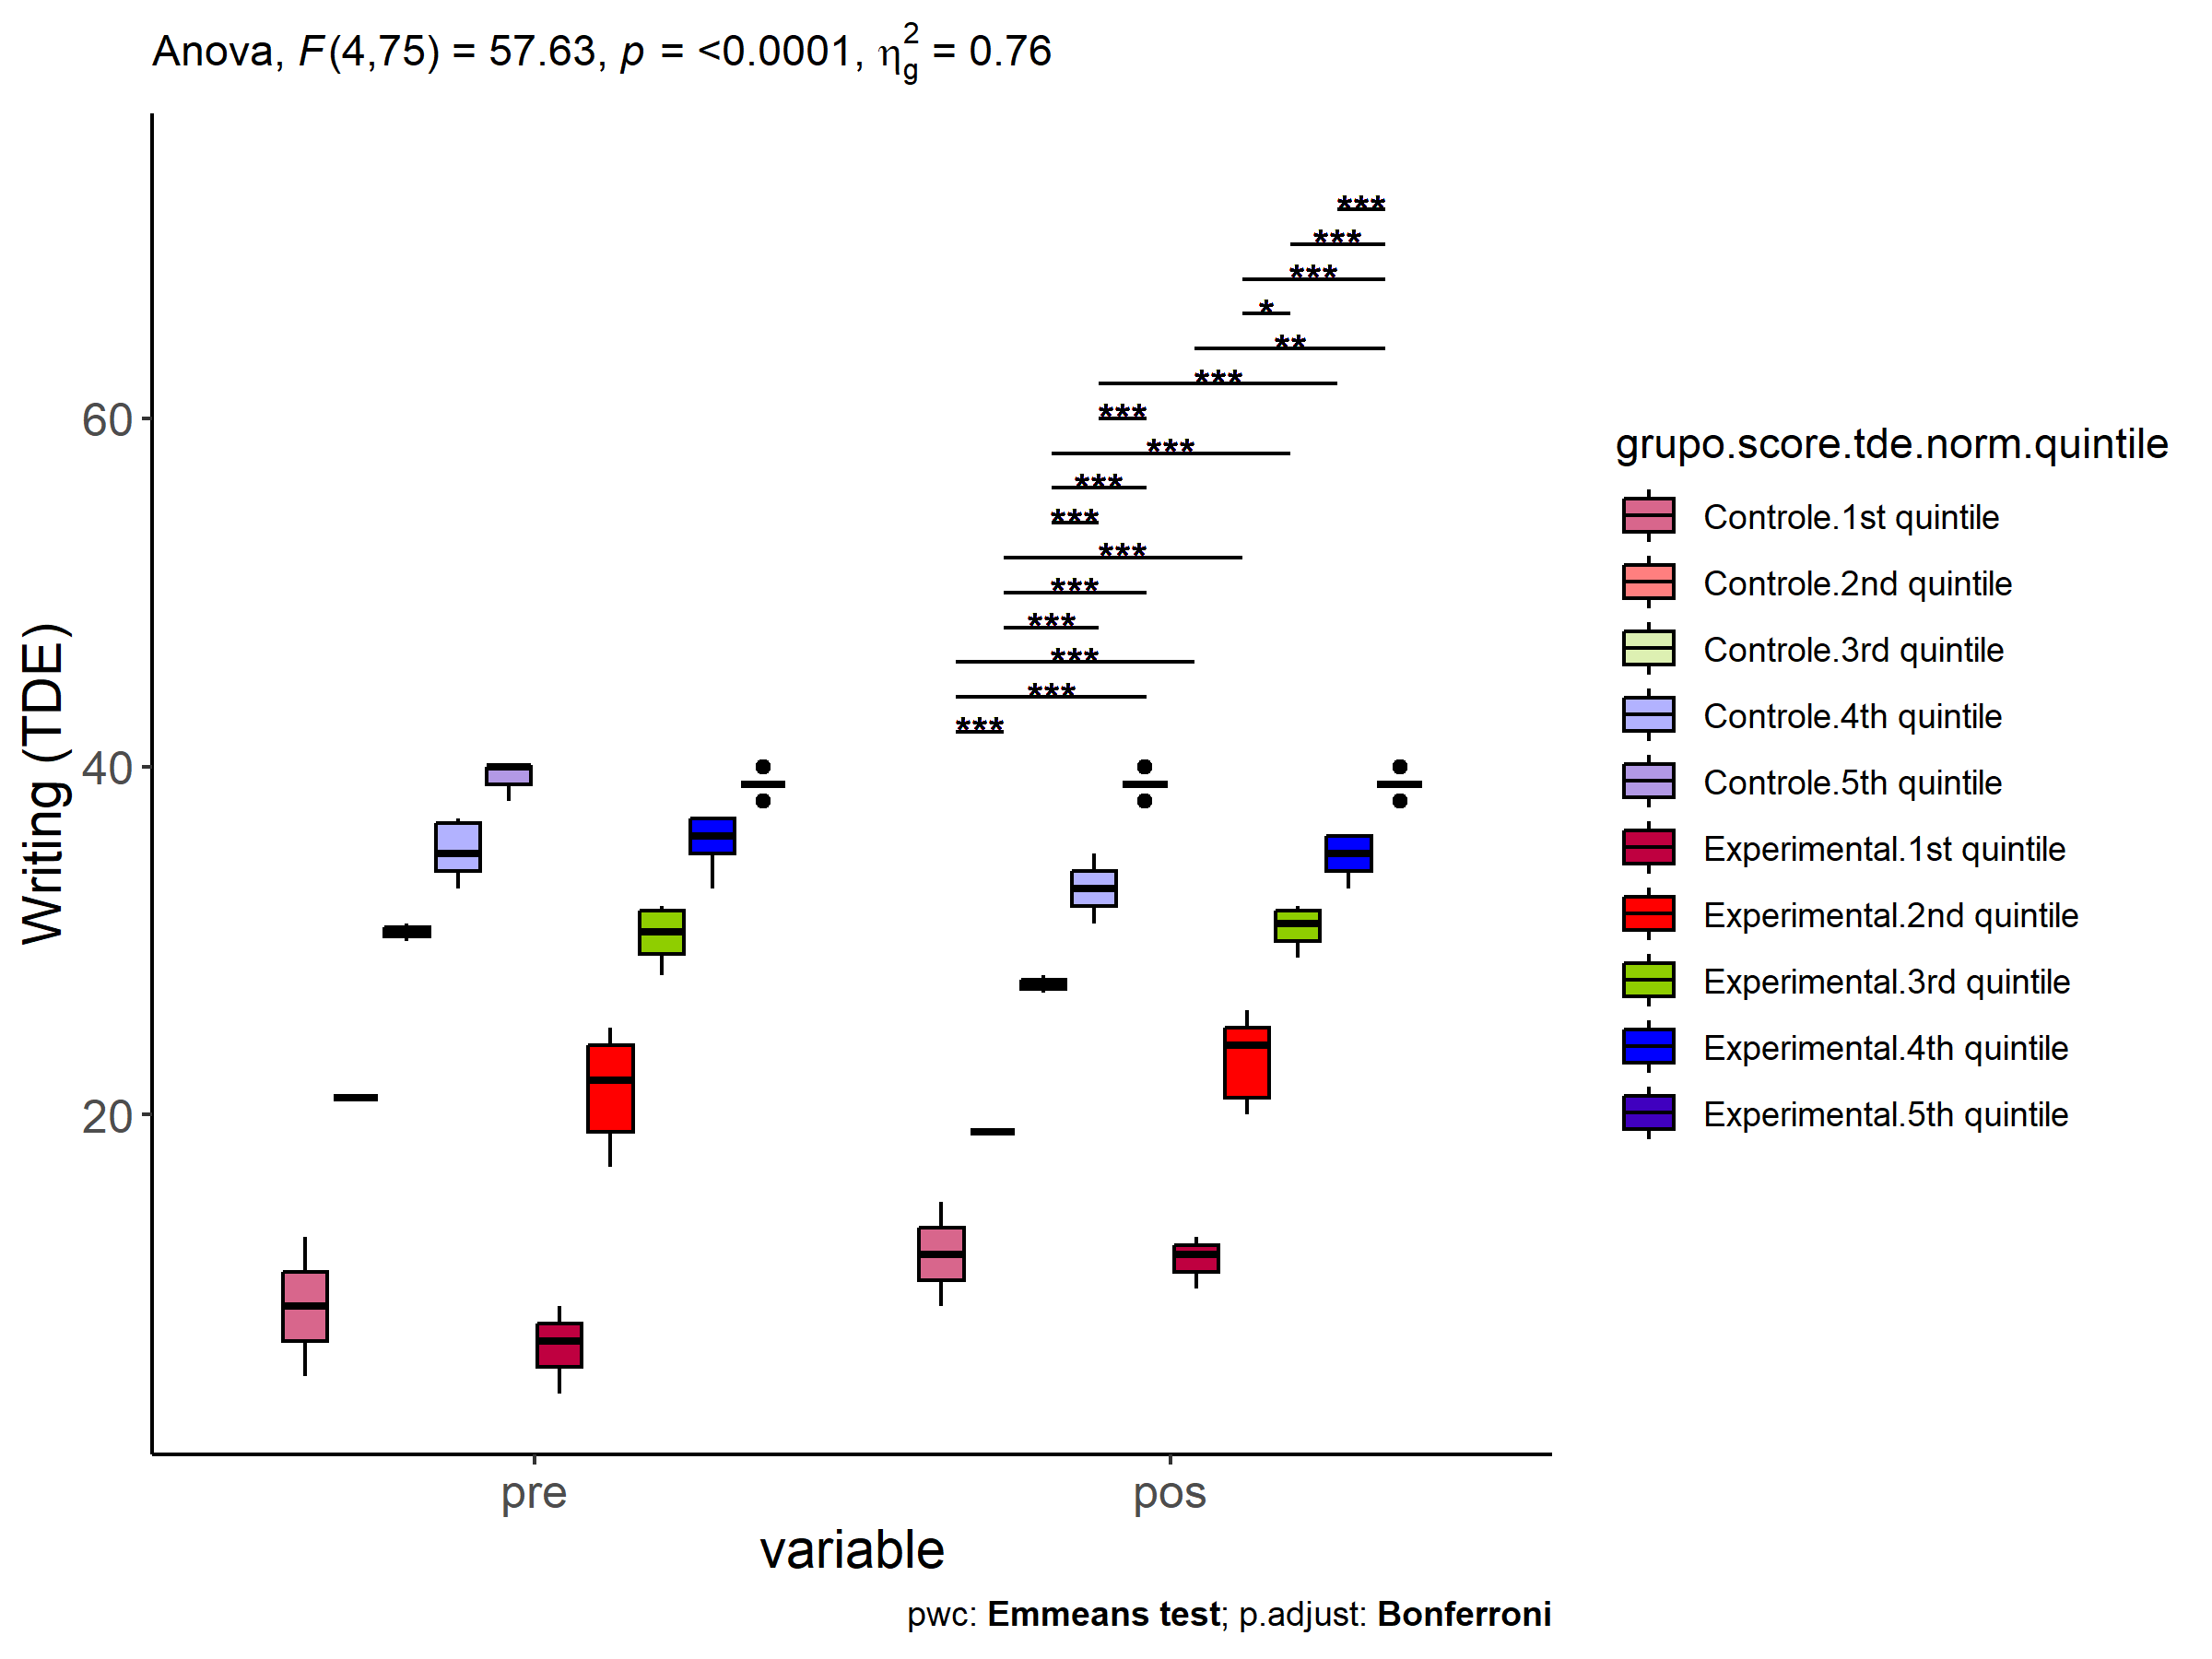 Anova, F(4,75) = 57.63, p = <0.0001, η²g = 0.76
***
***
***
*
**
***
60
***
***
***
***
***
***
***
***
***
***
40
20
Writing (TDE)
pre
pos
variable
pwc: Emmeans test; p.adjust: Bonferroni
grupo.score.tde.norm.quintile
Controle.1st quintile
Controle.2nd quintile
Controle.3rd quintile
Controle.4th quintile
Controle.5th quintile
Experimental.1st quintile
Experimental.2nd quintile
Experimental.3rd quintile
Experimental.4th quintile
Experimental.5th quintile